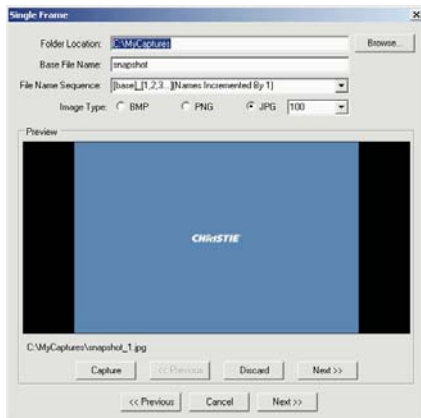 Single Frame
Folder Location: C:\MyCaptures Browse...
Base File Name: snapshot
File Name Sequence: [base]_[1,2,3...](Names Incremented By 1)
Image Type: BMP PNG JPG 100
Preview
CHRISTIE
C:\MyCaptures\snapshot_1.jpg
Capture << Previous Discard Next >>
<< Previous Cancel Next >>